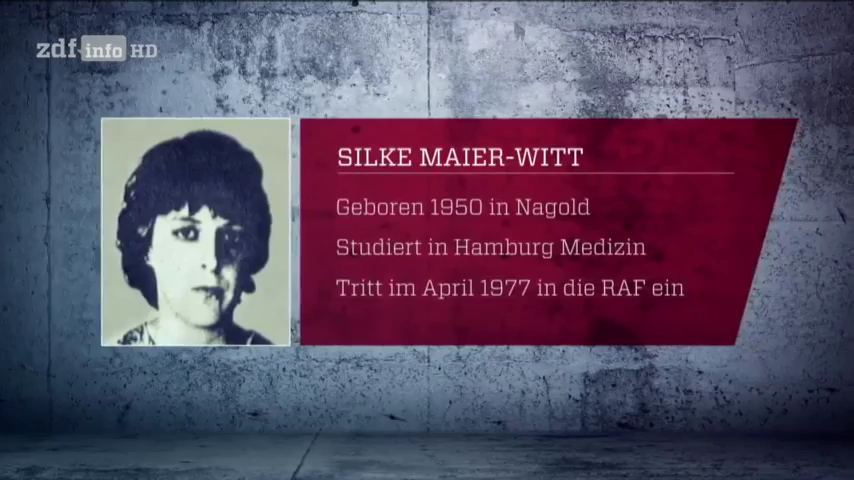 zdf info HD
SILKE MAIER-WITT
Geboren 1950 in Nagold
Studiert in Hamburg Medizin
Tritt im April 1977 in die RAF ein